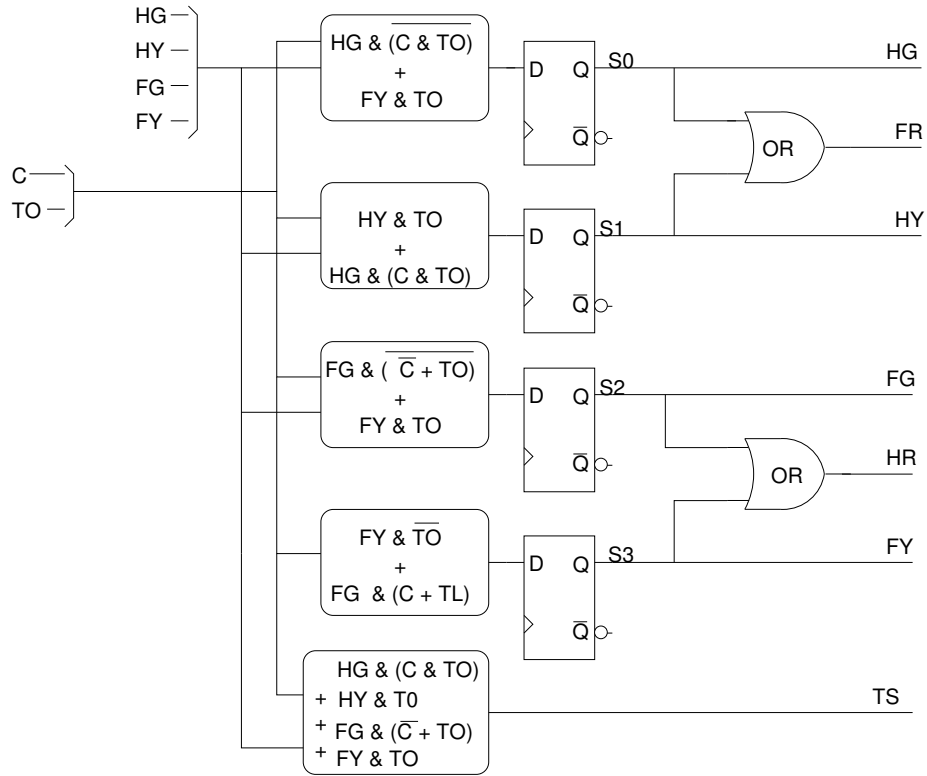 HG
HY
FG
FY
C
TO
HG & (C & TO)
+
FY & TO
D Q S0
Q
HG
OR
FR
HY & TO
+
HG & (C & TO)
D Q S1
Q
HY
FG & ( C + TO)
+
FY & TO
D Q S2
Q
FG
OR
HR
FY & TO
+
FG & (C + TL)
D Q S3
Q
FY
HG & (C & TO)
+ HY & T0
+ FG & (C + TO)
+ FY & TO
TS